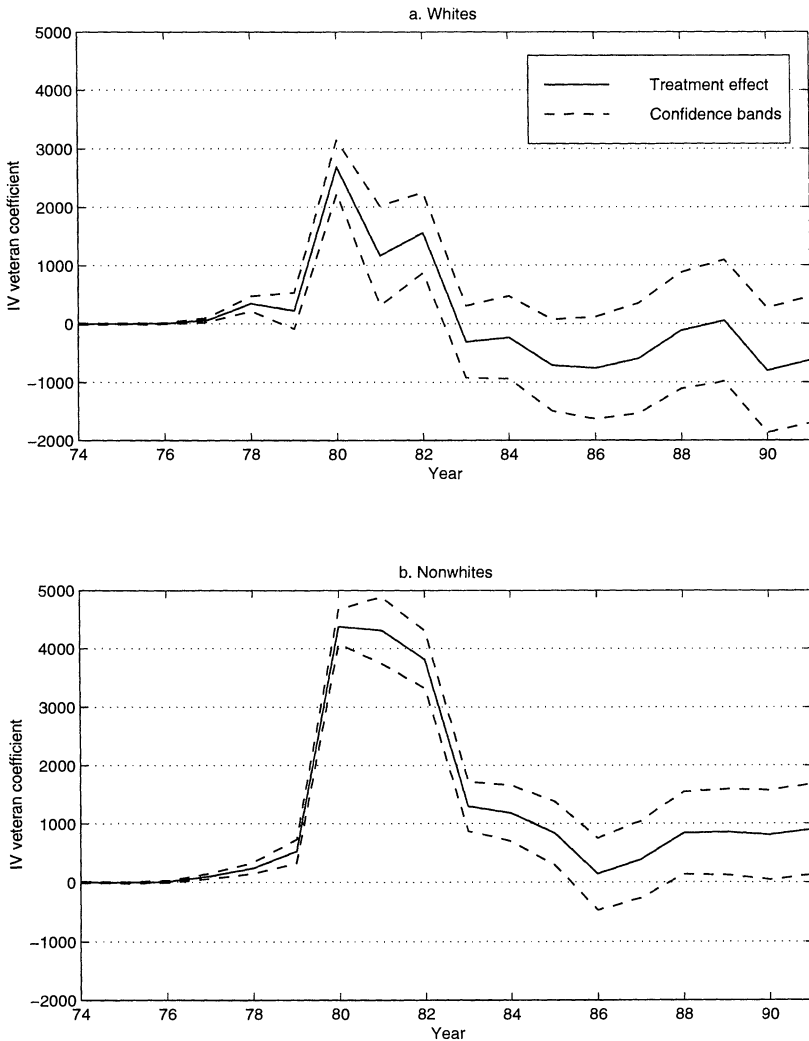 a. Whites
5000
4000
3000
2000
1000
0
−1000
−2000
IV veteran coefficient
Treatment effect
Confidence bands
74 76 78 80 82 84 86 88 90
Year
b. Nonwhites
5000
4000
3000
2000
1000
0
−1000
−2000
IV veteran coefficient
74 76 78 80 82 84 86 88 90
Year